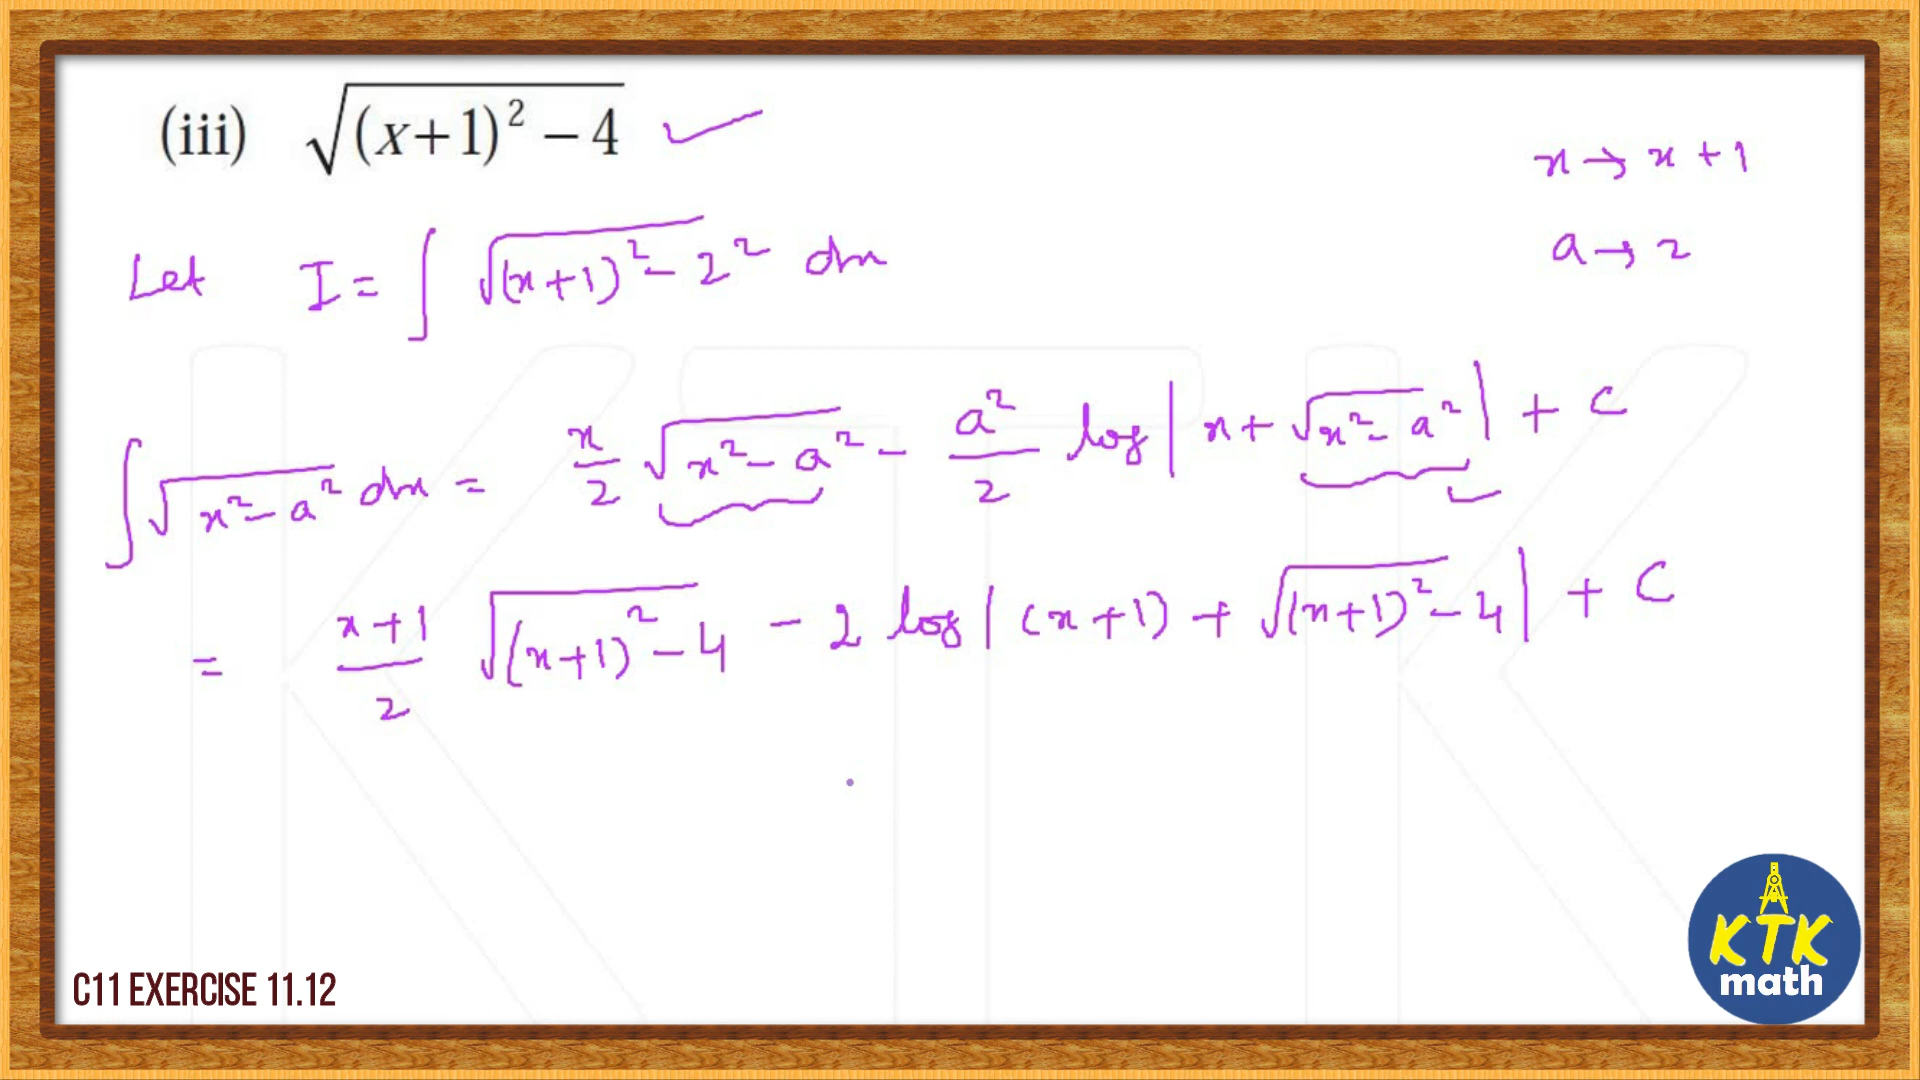 (iii) √((x+1)² − 4)
x → x + 1
a → 2
Let I = ∫ √((x+1)² − 2²) dx
∫ √(x² − a²) dx = x/2 √(x² − a²) − a²/2 log | x + √(x² − a²) | + c
= x+1/2 √((x+1)² − 4) − 2 log | (x+1) + √((x+1)² − 4) | + C
KTK
math
C11 EXERCISE 11.12